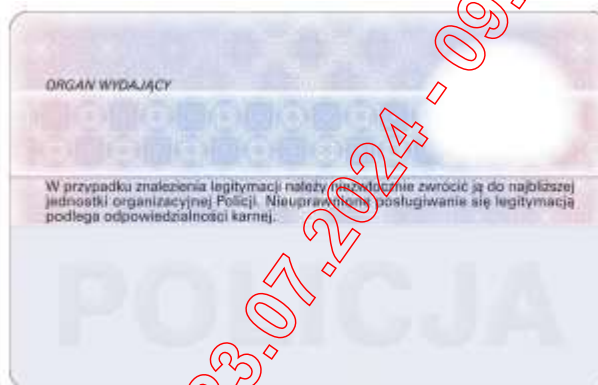 ORGAN WYDAJĄCY
W przypadku znalezienia legitymacji należy niezwłocznie zwrócić ją do najbliższej
jednostki organizacyjnej Policji. Nieuprawnione posługiwanie się legitymacją
podlega odpowiedzialności karnej.
POLICJA
23.07.2024 - 09.